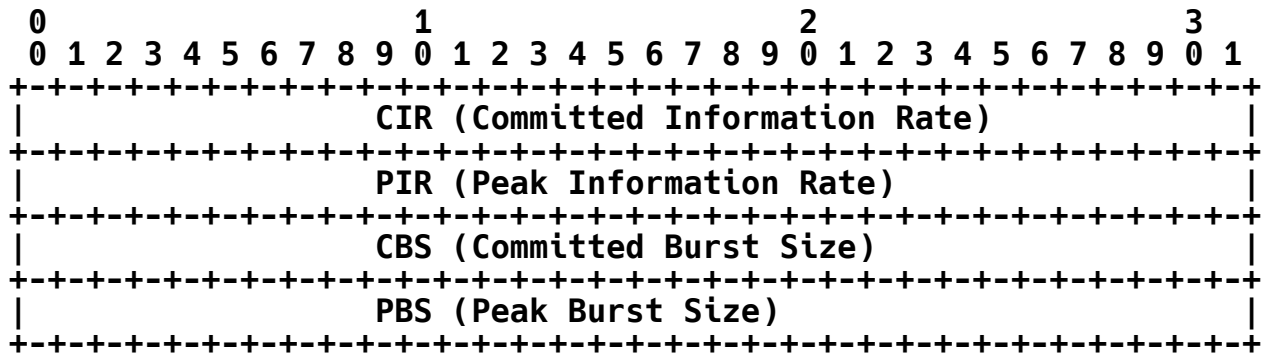 0                   1                   2                   3
 0 1 2 3 4 5 6 7 8 9 0 1 2 3 4 5 6 7 8 9 0 1 2 3 4 5 6 7 8 9 0 1
+-+-+-+-+-+-+-+-+-+-+-+-+-+-+-+-+-+-+-+-+-+-+-+-+-+-+-+-+-+-+-+-+
|                  CIR (Committed Information Rate)             |
+-+-+-+-+-+-+-+-+-+-+-+-+-+-+-+-+-+-+-+-+-+-+-+-+-+-+-+-+-+-+-+-+
|                  PIR (Peak Information Rate)                  |
+-+-+-+-+-+-+-+-+-+-+-+-+-+-+-+-+-+-+-+-+-+-+-+-+-+-+-+-+-+-+-+-+
|                  CBS (Committed Burst Size)                   |
+-+-+-+-+-+-+-+-+-+-+-+-+-+-+-+-+-+-+-+-+-+-+-+-+-+-+-+-+-+-+-+-+
|                  PBS (Peak Burst Size)                        |
+-+-+-+-+-+-+-+-+-+-+-+-+-+-+-+-+-+-+-+-+-+-+-+-+-+-+-+-+-+-+-+-+